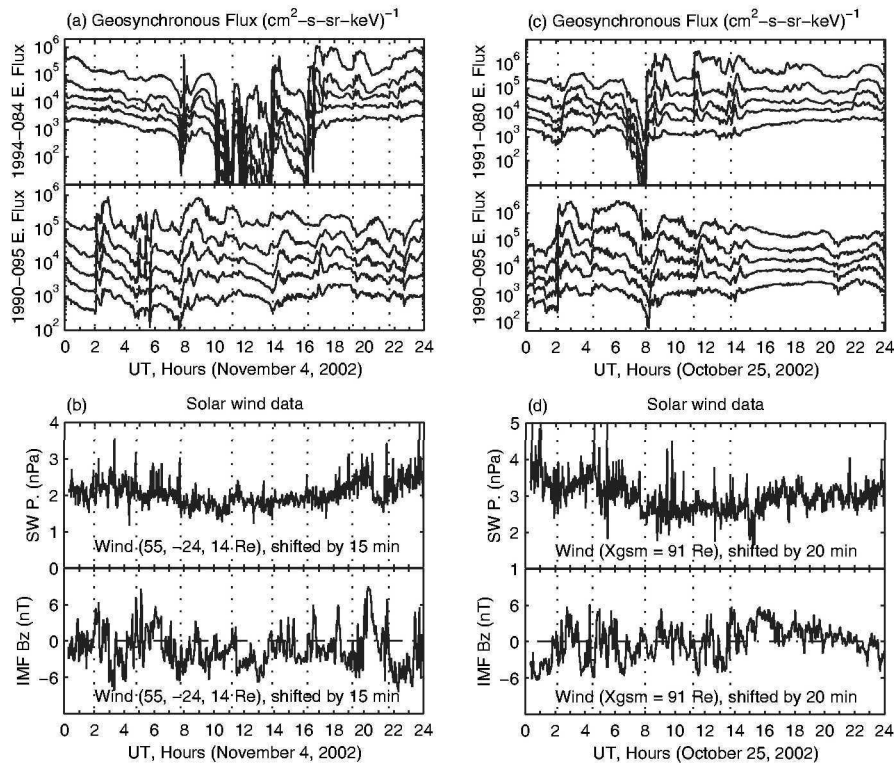 (a) Geosynchronous Flux (cm²−s−sr−keV)⁻¹
1994−084 E. Flux
10⁶
10⁵
10⁴
10³
10²
1990−095 E. Flux
10⁶
10⁵
10⁴
10³
10²
0 2 4 6 8 10 12 14 16 18 20 22 24
UT, Hours (November 4, 2002)
(b) Solar wind data
SW P. (nPa)
4
3
2
1
0
Wind (55, −24, 14 Re), shifted by 15 min
IMF Bz (nT)
6
0
−6
Wind (55, −24, 14 Re), shifted by 15 min
0 2 4 6 8 10 12 14 16 18 20 22 24
UT, Hours (November 4, 2002)
(c) Geosynchronous Flux (cm²−s−sr−keV)⁻¹
1991−080 E. Flux
10⁶
10⁵
10⁴
10³
10²
1990−095 E. Flux
10⁶
10⁵
10⁴
10³
10²
0 2 4 6 8 10 12 14 16 18 20 22 24
UT, Hours (October 25, 2002)
(d) Solar wind data
SW P. (nPa)
5
4
3
2
1
Wind (Xgsm = 91 Re), shifted by 20 min
IMF Bz (nT)
6
0
−6
Wind (Xgsm = 91 Re), shifted by 20 min
0 2 4 6 8 10 12 14 16 18 20 22 24
UT, Hours (October 25, 2002)